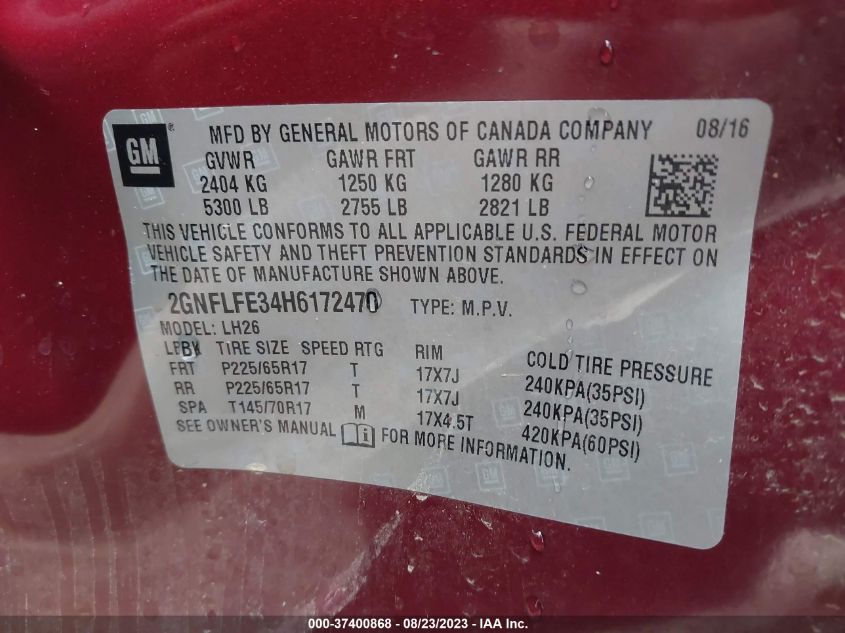 GM® MFD BY GENERAL MOTORS OF CANADA COMPANY 08/16
GVWR GAWR FRT GAWR RR
2404 KG 1250 KG 1280 KG
5300 LB 2755 LB 2821 LB
THIS VEHICLE CONFORMS TO ALL APPLICABLE U.S. FEDERAL MOTOR
VEHICLE SAFETY AND THEFT PREVENTION STANDARDS IN EFFECT ON
THE DATE OF MANUFACTURE SHOWN ABOVE.
2GNFLFE34H6172470 TYPE: M.P.V.
MODEL: LH26
TIRE SIZE SPEED RTG RIM COLD TIRE PRESSURE
FRT P225/65R17 T 17X7J 240KPA(35PSI)
RR P225/65R17 T 17X7J 240KPA(35PSI)
SPA T145/70R17 M 17X4.5T 420KPA(60PSI)
SEE OWNER'S MANUAL FOR MORE INFORMATION.
000-37400868 - 08/23/2023 - IAA Inc.